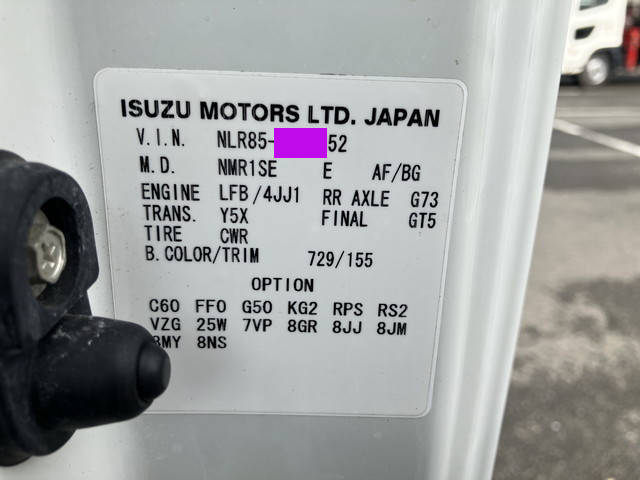 ISUZU MOTORS LTD. JAPAN
V.I.N. NLR85- 52
M.D. NMR1SE E AF/BG
ENGINE LFB/4JJ1 RR AXLE G73
TRANS. Y5X FINAL GT5
TIRE CWR
B.COLOR/TRIM 729/155
OPTION
C60 FF0 G50 KG2 RPS RS2
VZG 25W 7VP 8GR 8JJ 8JM
8NS